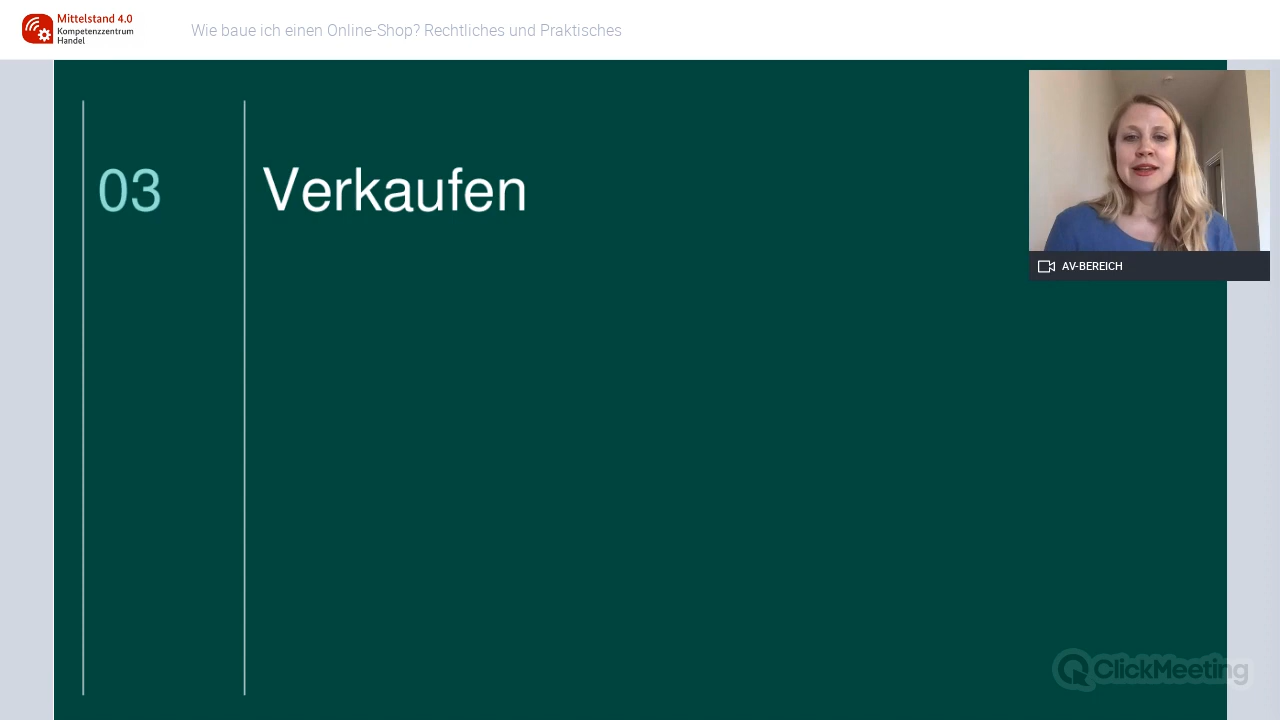 Mittelstand 4.0
Kompetenzzentrum
Handel
Wie baue ich einen Online-Shop? Rechtliches und Praktisches
03
Verkaufen
AV-BEREICH
ClickMeeting